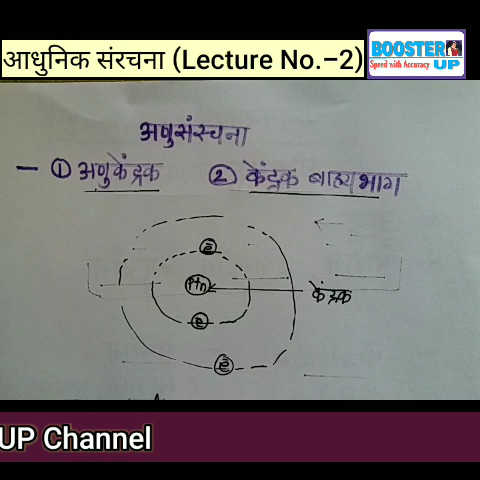 आधुनिक संरचना (Lecture No.–2)
BOOSTER
Speed with Accuracy UP
अणुसंरचना
– ① अणुकेंद्रक ② केंद्रक बाह्यभाग
ē
केंद्रक
e
ē
UP Channel